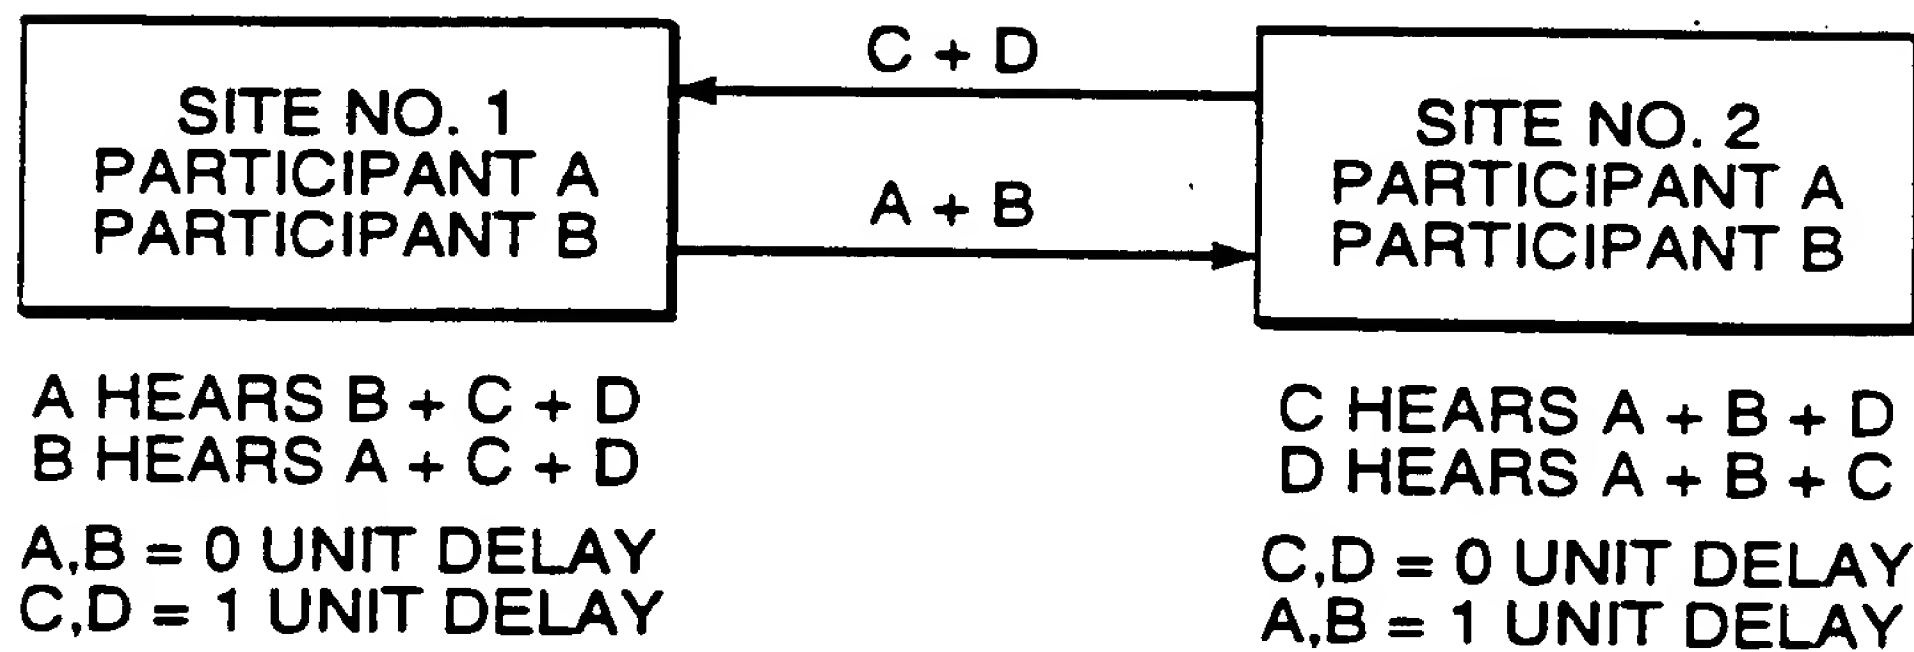 SITE NO. 1
PARTICIPANT A
PARTICIPANT B
C + D
A + B
SITE NO. 2
PARTICIPANT A
PARTICIPANT B
A HEARS B + C + D
B HEARS A + C + D
A,B = 0 UNIT DELAY
C,D = 1 UNIT DELAY
C HEARS A + B + D
D HEARS A + B + C
C,D = 0 UNIT DELAY
A,B = 1 UNIT DELAY